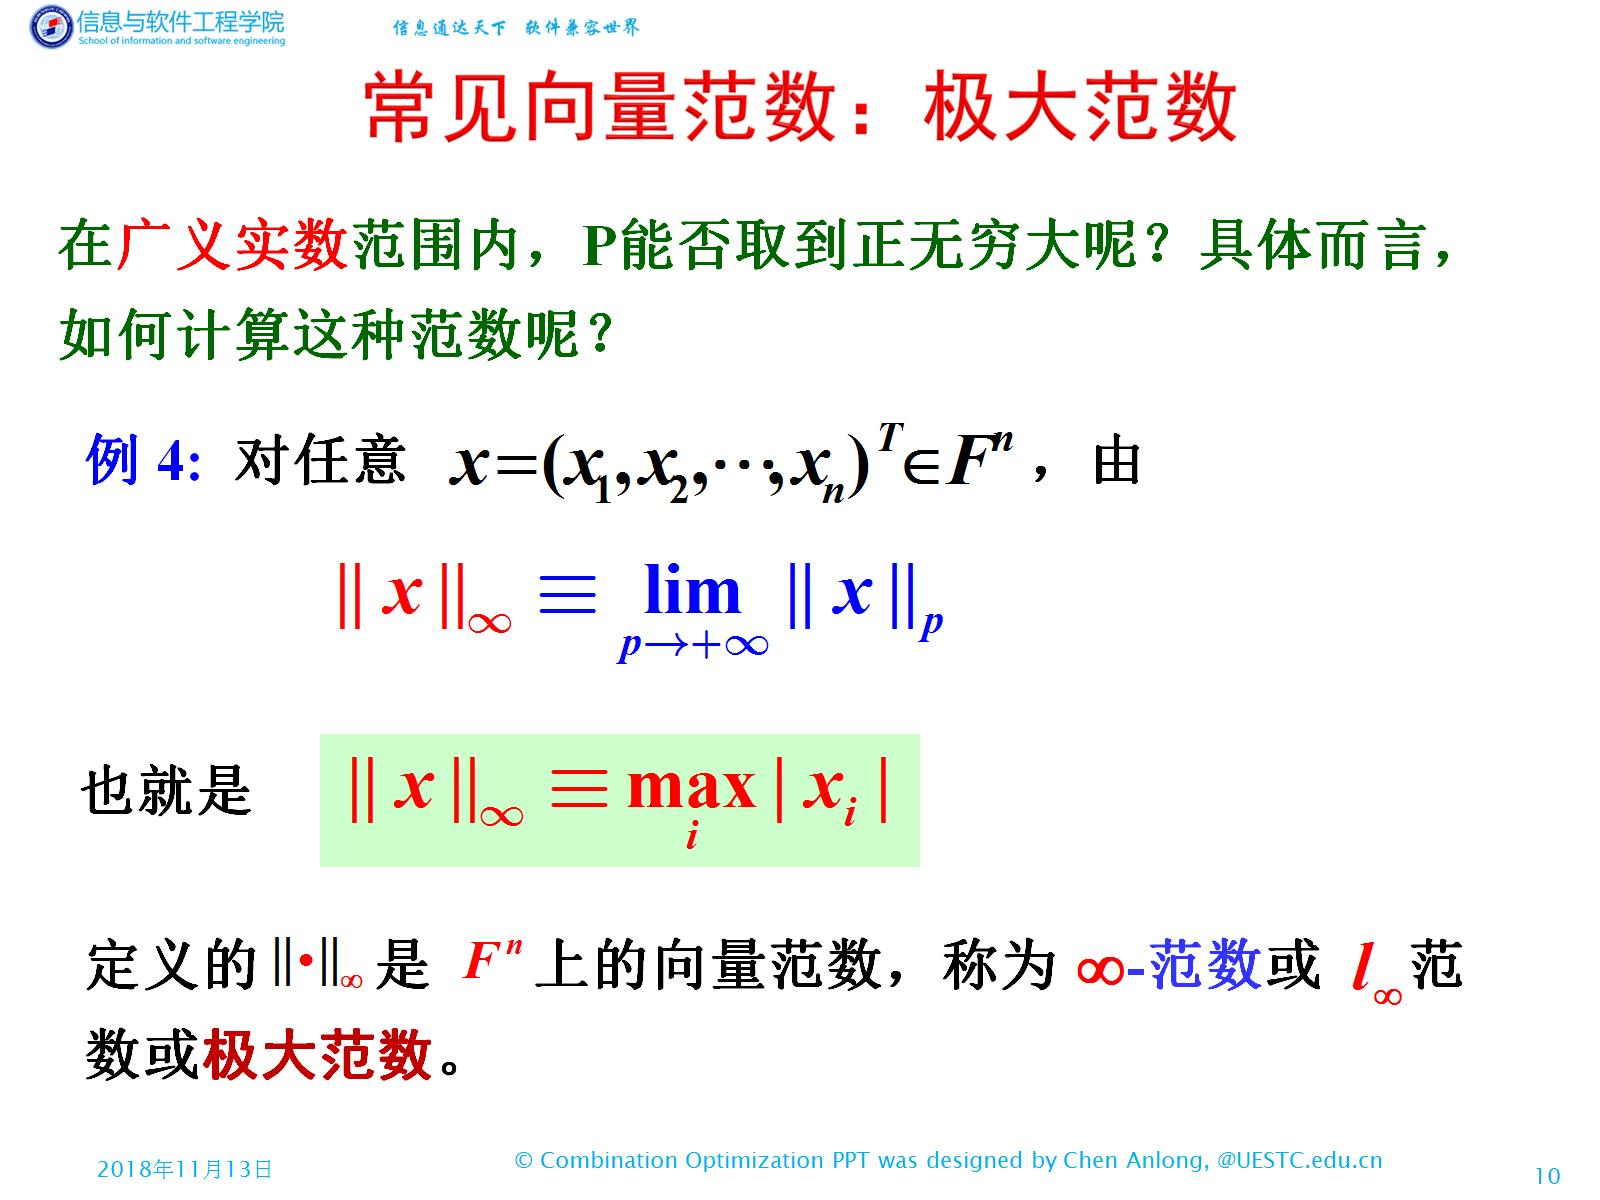 信息与软件工程学院
School of information and software engineering
信息通达天下 软件兼容世界
常见向量范数：极大范数
在广义实数范围内，P能否取到正无穷大呢？具体而言，
如何计算这种范数呢？
例 4: 对任意 x=(x₁,x₂,⋯,xₙ)ᵀ∈Fⁿ ，由
|| x ||∞ ≡ lim p→+∞ || x ||ₚ
也就是 || x ||∞ ≡ max i | xᵢ |
定义的 ||•||∞ 是 Fⁿ 上的向量范数，称为 ∞-范数或 l∞ 范
数或极大范数。
2018年11月13日
© Combination Optimization PPT was designed by Chen Anlong, @UESTC.edu.cn
10